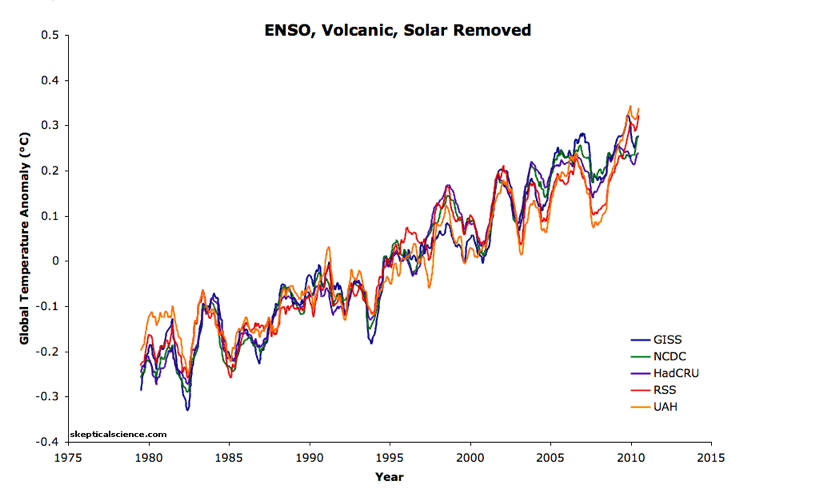 ENSO, Volcanic, Solar Removed
0.5
0.4
0.3
0.2
0.1
0
-0.1
-0.2
-0.3
-0.4
Global Temperature Anomaly (°C)
GISS
NCDC
HadCRU
RSS
UAH
skepticalscience.com
1975 1980 1985 1990 1995 2000 2005 2010 2015
Year